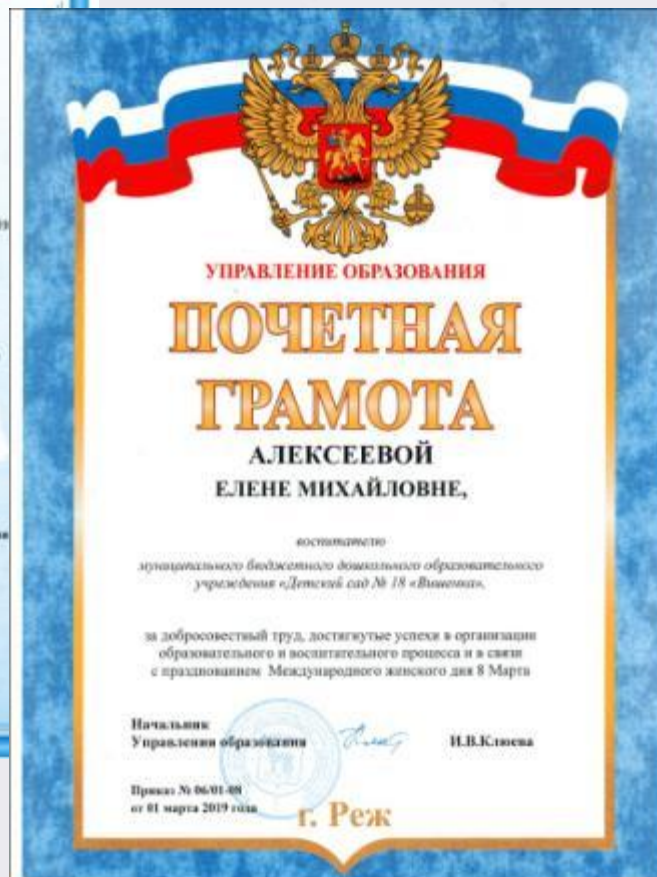 УПРАВЛЕНИЕ ОБРАЗОВАНИЯ
ПОЧЕТНАЯ
ГРАМОТА
АЛЕКСЕЕВОЙ
ЕЛЕНЕ МИХАЙЛОВНЕ,
воспитателю
муниципального бюджетного дошкольного образовательного
учреждения «Детский сад № 18 «Вишенка»,
за добросовестный труд, достигнутые успехи в организации
образовательного и воспитательного процесса и в связи
с празднованием Международного женского дня 8 Марта
Начальник
Управления образования И.В.Клюева
Приказ № 06/01-08
от 01 марта 2019 года
г. Реж